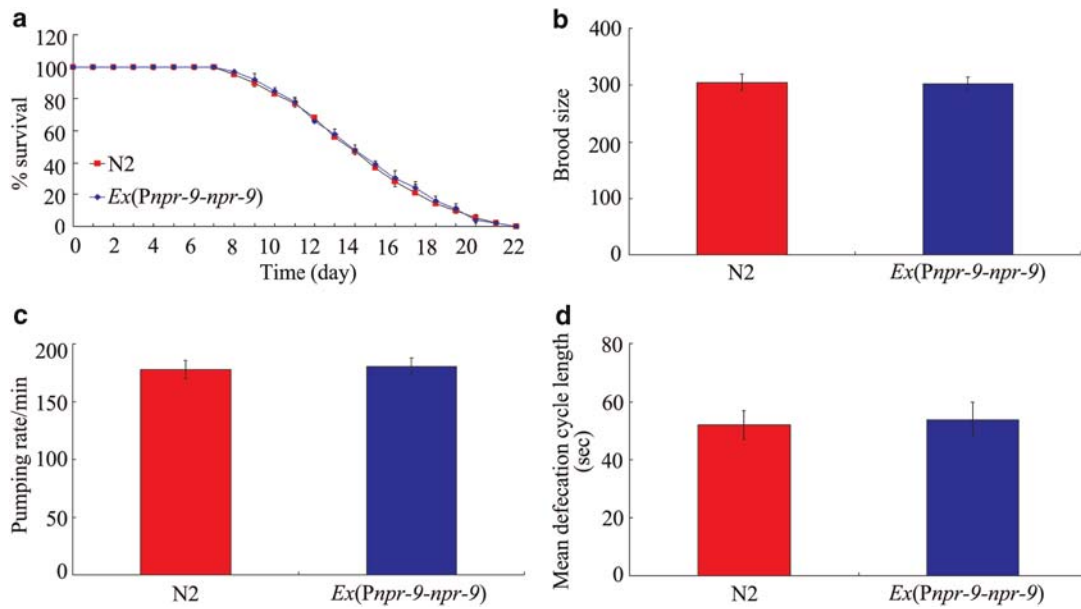 a
120
100
80
60
40
20
0
% survival
N2
Ex(Pnpr-9-npr-9)
0 2 4 6 8 10 12 14 16 18 20 22
Time (day)
b
400
300
200
100
0
Brood size
N2 Ex(Pnpr-9-npr-9)
c
200
150
100
50
0
Pumping rate/min
N2 Ex(Pnpr-9-npr-9)
d
80
60
40
20
0
Mean defecation cycle length
(sec)
N2 Ex(Pnpr-9-npr-9)